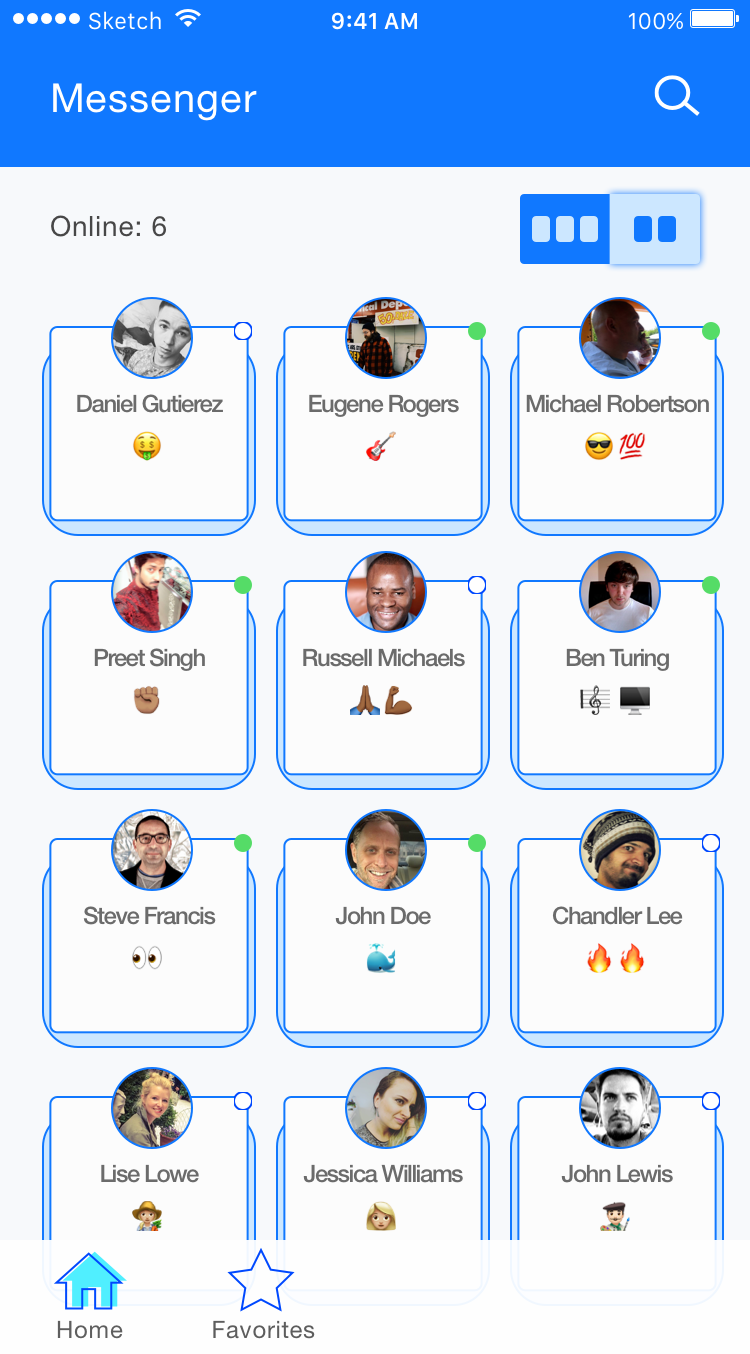 Sketch 9:41 AM 100%
Messenger
Online: 6
Daniel Gutierez
Eugene Rogers
Michael Robertson
🤑
🎸
😎 💯
Preet Singh
Russell Michaels
Ben Turing
Steve Francis
John Doe
Chandler Lee
Lise Lowe
Jessica Williams
John Lewis
Home
Favorites